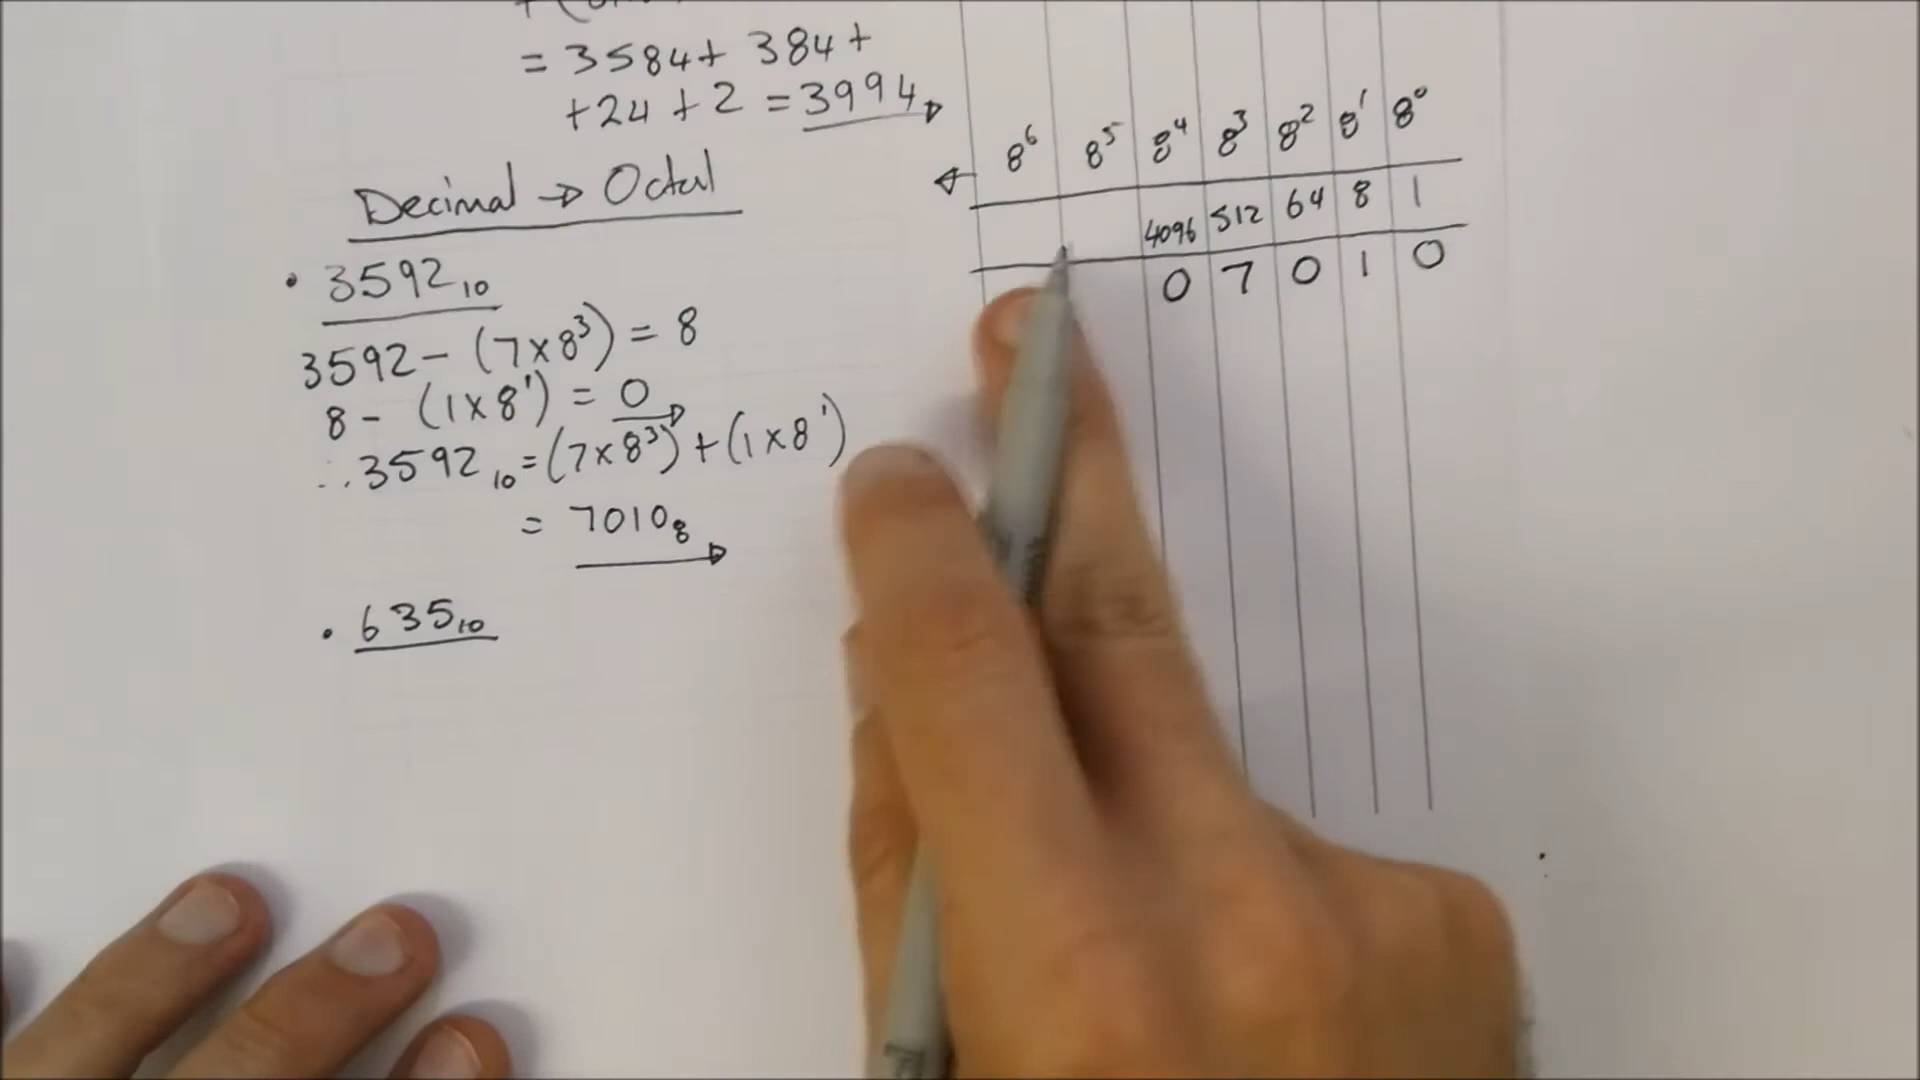 = 3584 + 384 +
+ 24 + 2 = 3994
Decimal → Octal
• 3592₁₀
3592 - (7 × 8³) = 8
8 - (1 × 8¹) = 0
∴ 3592₁₀ = (7 × 8³) + (1 × 8¹)
= 7010₈
• 635₁₀
8⁶ 8⁵ 8⁴ 8³ 8² 8¹ 8⁰
4096 512 64 8 1
0 7 0 1 0